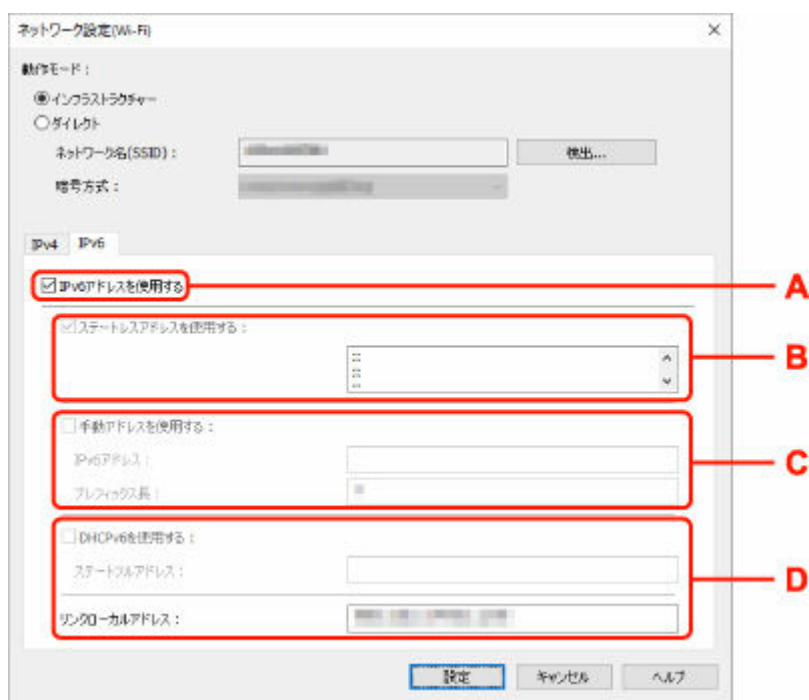 ネットワーク設定(Wi-Fi)
動作モード：
インフラストラクチャー
ダイレクト
ネットワーク名(SSID)：
検出...
暗号方式：
IPv4 IPv6
IPv6アドレスを使用する
A
ステートレスアドレスを使用する：
::
::
::
B
手動アドレスを使用する：
IPv6アドレス：
C
プレフィックス長：
DHCPv6を使用する：
ステートフルアドレス：
D
リンクローカルアドレス：
設定 キャンセル ヘルプ